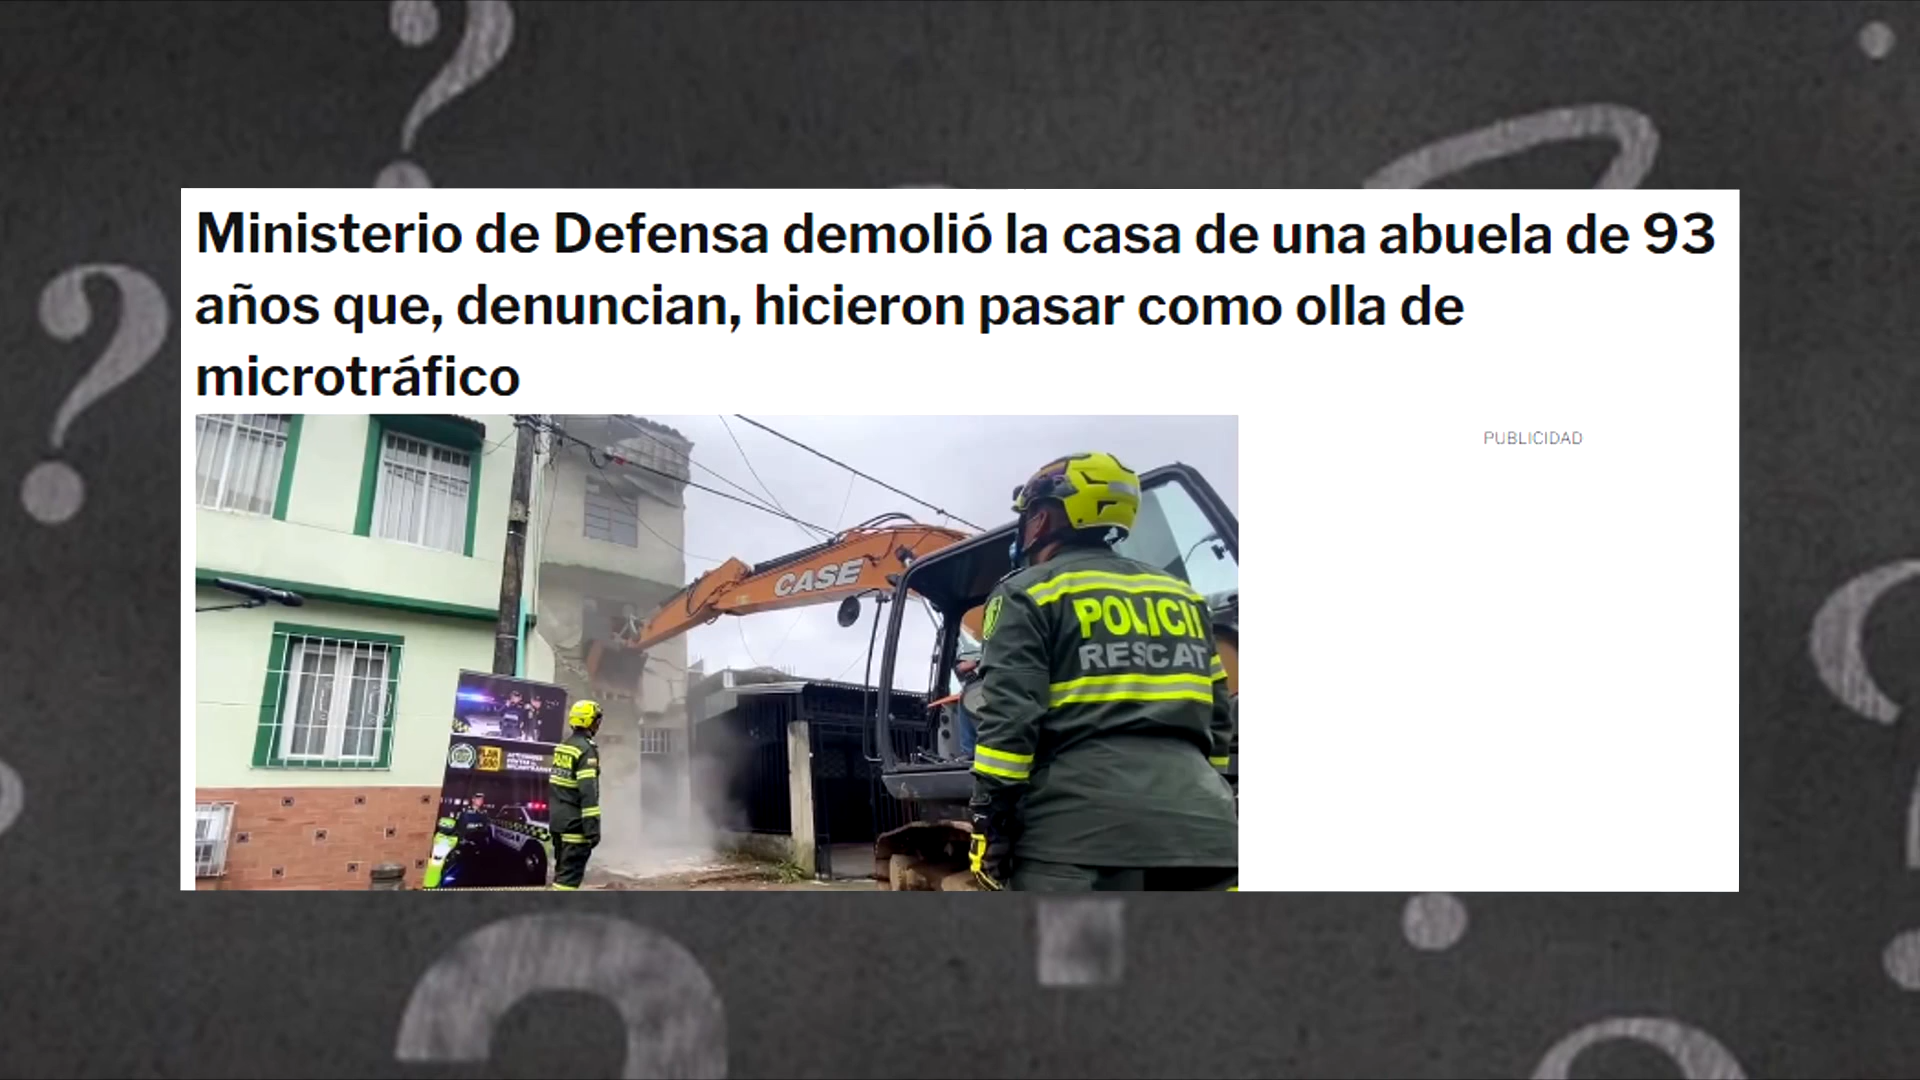 Ministerio de Defensa demolió la casa de una abuela de 93
años que, denuncian, hicieron pasar como olla de
microtráfico
PUBLICIDAD
CASE
POLICI
RESCAT
PLAN